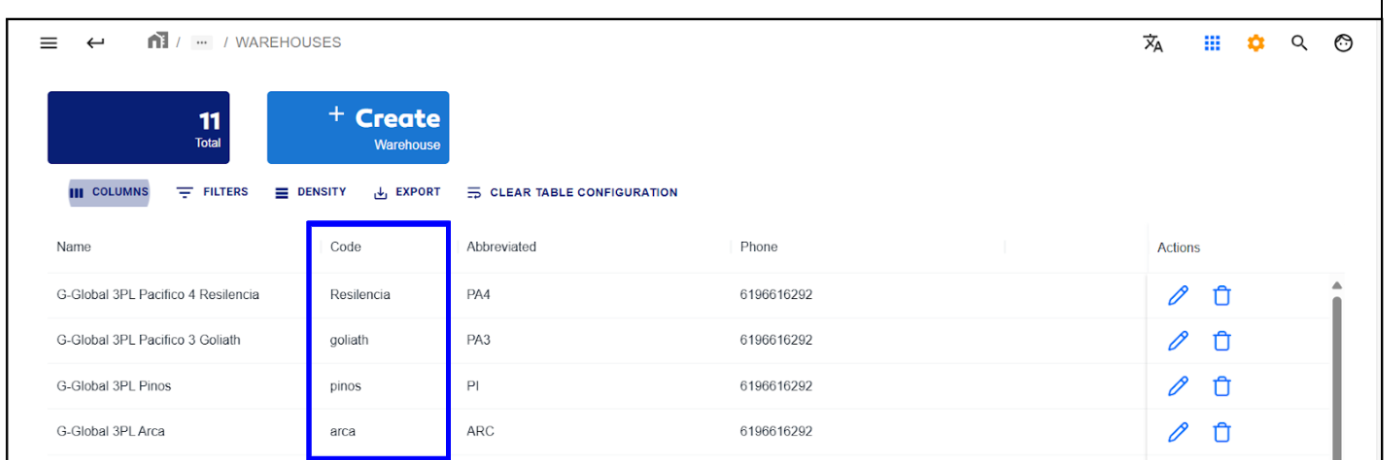 / ... / WAREHOUSES
11
Total
+ Create
Warehouse
COLUMNS FILTERS DENSITY EXPORT CLEAR TABLE CONFIGURATION
Name Code Abbreviated Phone Actions
G-Global 3PL Pacifico 4 Resilencia Resilencia PA4 6196616292
G-Global 3PL Pacifico 3 Goliath goliath PA3 6196616292
G-Global 3PL Pinos pinos PI 6196616292
G-Global 3PL Arca arca ARC 6196616292